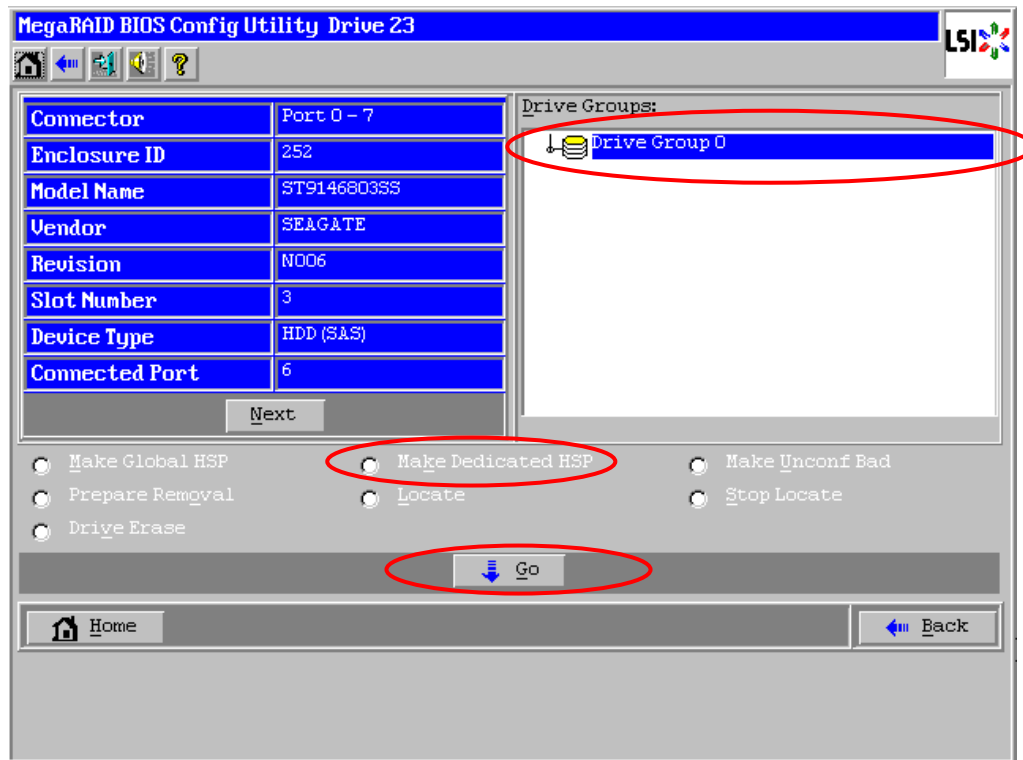 MegaRAID BIOS Config Utility Drive 23
LSI
Drive Groups:
Drive Group 0
Connector Port 0 - 7
Enclosure ID 252
Model Name ST9146803SS
Vendor SEAGATE
Revision N006
Slot Number 3
Device Type HDD (SAS)
Connected Port 6
Next
Make Global HSP Make Dedicated HSP Make Unconf Bad
Prepare Removal Locate Stop Locate
Drive Erase
Go
Home Back